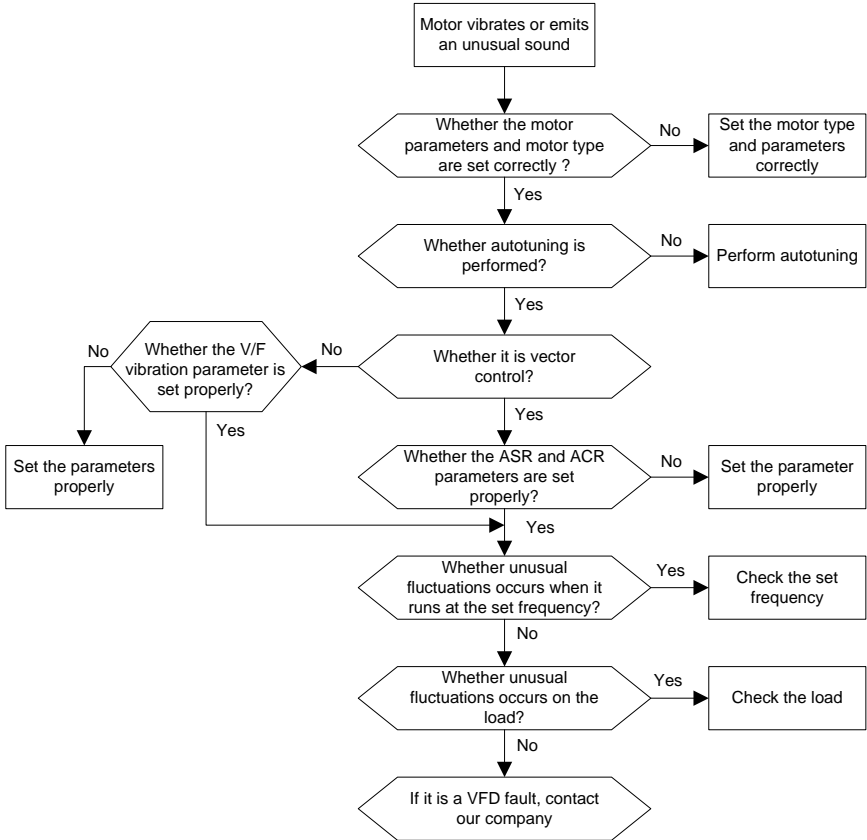 Motor vibrates or emits
an unusual sound
Whether the motor
parameters and motor type
are set correctly ?
No
Set the motor type
and parameters
correctly
Yes
Whether autotuning is
performed?
No
Perform autotuning
Yes
Whether it is vector
control?
No
Whether the V/F
vibration parameter is
set properly?
No
Set the parameters
properly
Yes
Yes
Whether the ASR and ACR
parameters are set
properly?
No
Set the parameter
properly
Yes
Whether unusual
fluctuations occurs when it
runs at the set frequency?
Yes
Check the set
frequency
No
Whether unusual
fluctuations occurs on the
load?
Yes
Check the load
No
If it is a VFD fault, contact
our company